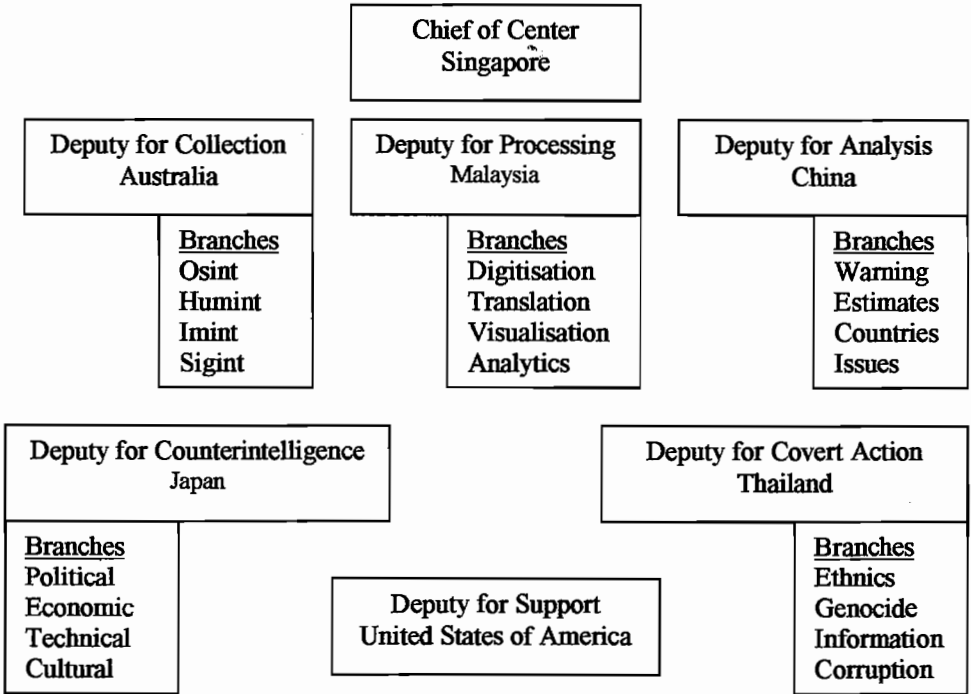 Chief of Center
Singapore
Deputy for Collection
Australia
Branches
Osint
Humint
Imint
Sigint
Deputy for Processing
Malaysia
Branches
Digitisation
Translation
Visualisation
Analytics
Deputy for Analysis
China
Branches
Warning
Estimates
Countries
Issues
Deputy for Counterintelligence
Japan
Branches
Political
Economic
Technical
Cultural
Deputy for Support
United States of America
Deputy for Covert Action
Thailand
Branches
Ethnics
Genocide
Information
Corruption